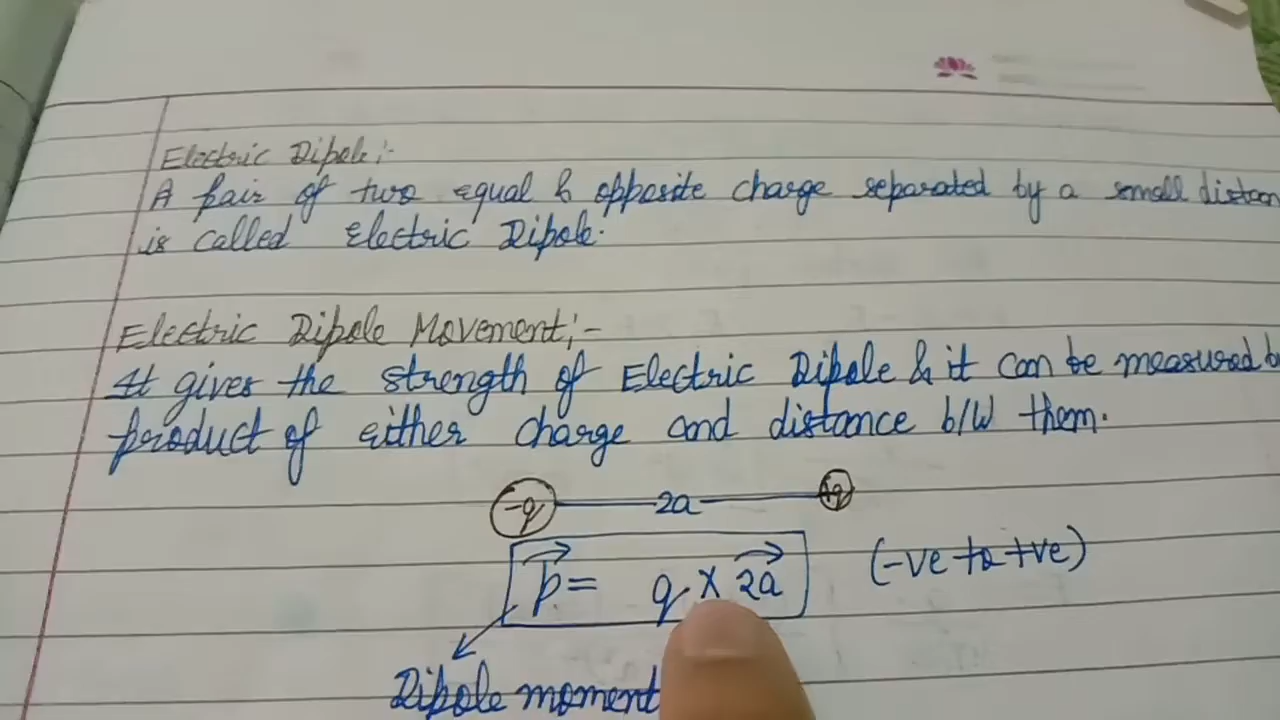 Electric Dipole:-
A pair of two equal & opposite charge separated by a small
is called Electric Dipole.
Electric Dipole Movement:-
It gives the strength of Electric Dipole & it can be measured
product of either charge and distance b/w them.
-q 2a +q
p→ = q × 2a→ (-ve to +ve)
Dipole moment